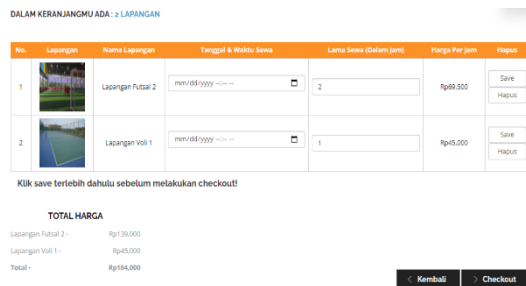 DALAM KERANJANGMU ADA : 2 LAPANGAN
No. Lapangan Nama Lapangan Tanggal & Waktu Sewa Lama Sewa (Dalam Jam) Harga Per Jam Hapus
1 Lapangan Futsal 2 mm/dd/yyyy --:-- -- 2 Rp69,500 Save
Hapus
2 Lapangan Voli 1 mm/dd/yyyy --:-- -- 1 Rp45,000 Save
Hapus
Klik save terlebih dahulu sebelum melakukan checkout!
TOTAL HARGA
Lapangan Futsal 2 - Rp139,000
Lapangan Voli 1 - Rp45,000
Total - Rp184,000
< Kembali > Checkout